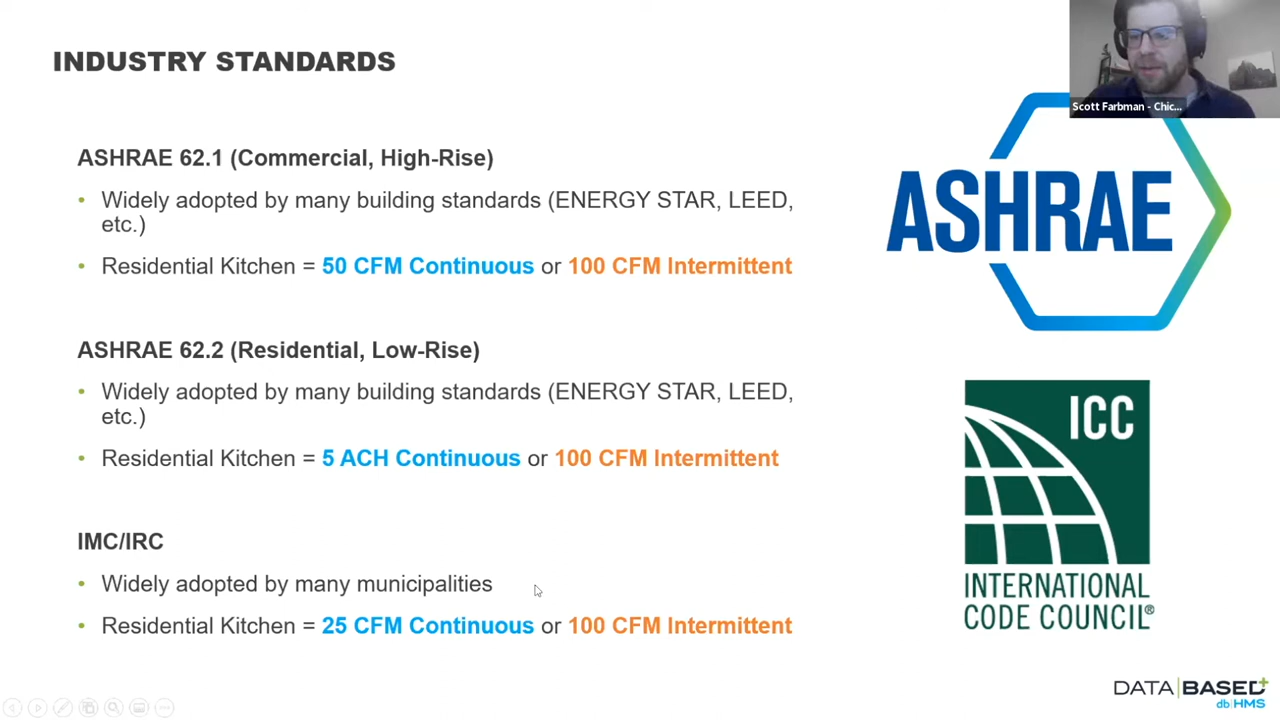 INDUSTRY STANDARDS
Scott Farbman - Chic...
ASHRAE 62.1 (Commercial, High-Rise)
• Widely adopted by many building standards (ENERGY STAR, LEED,
etc.)
• Residential Kitchen = 50 CFM Continuous or 100 CFM Intermittent
ASHRAE
ASHRAE 62.2 (Residential, Low-Rise)
• Widely adopted by many building standards (ENERGY STAR, LEED,
etc.)
• Residential Kitchen = 5 ACH Continuous or 100 CFM Intermittent
ICC
INTERNATIONAL
CODE COUNCIL®
IMC/IRC
• Widely adopted by many municipalities
• Residential Kitchen = 25 CFM Continuous or 100 CFM Intermittent
DATA|BASED+
db|HMS